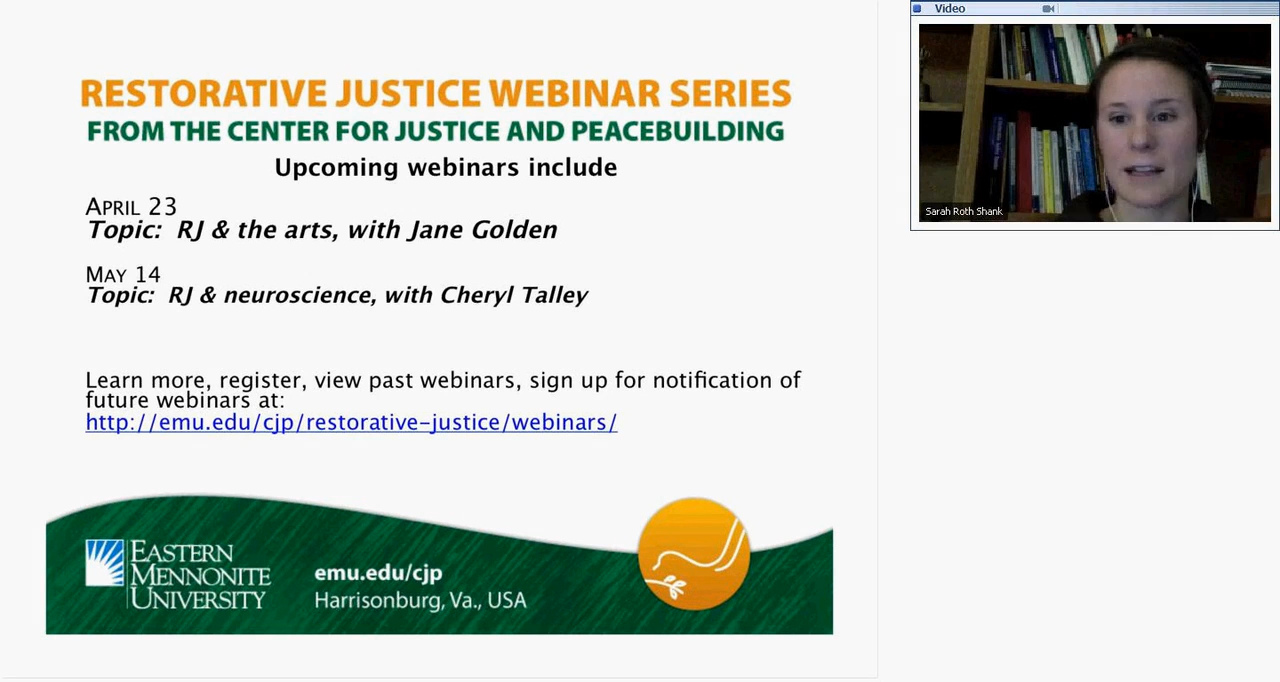 RESTORATIVE JUSTICE WEBINAR SERIES
FROM THE CENTER FOR JUSTICE AND PEACEBUILDING
Upcoming webinars include
APRIL 23
Topic: RJ & the arts, with Jane Golden
MAY 14
Topic: RJ & neuroscience, with Cheryl Talley
Learn more, register, view past webinars, sign up for notification of
future webinars at:
http://emu.edu/cjp/restorative-justice/webinars/
EASTERN
MENNONITE
UNIVERSITY
emu.edu/cjp
Harrisonburg, Va., USA
Video
Sarah Roth Shank